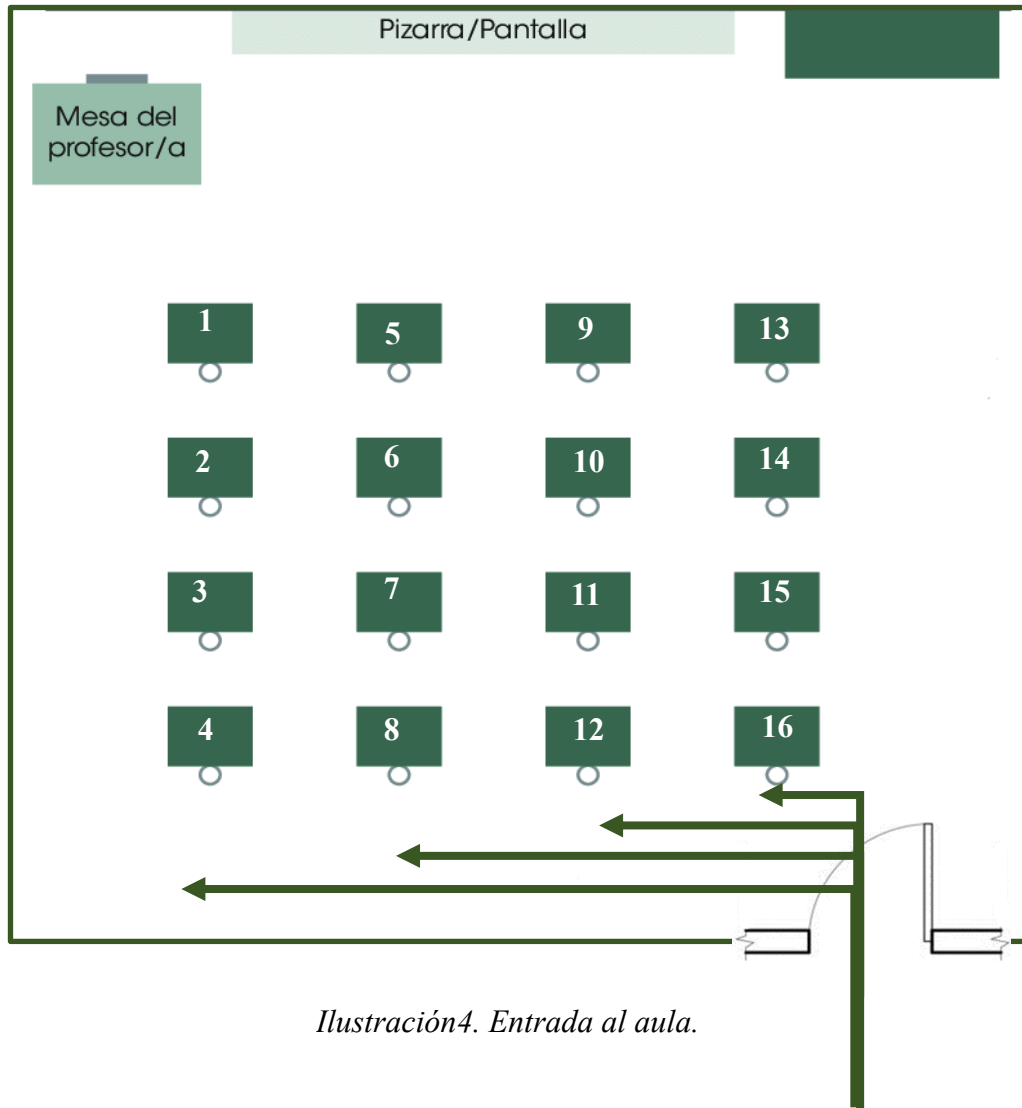 Pizarra/Pantalla
Mesa del
profesor/a
1 5 9 13
2 6 10 14
3 7 11 15
4 8 12 16
Ilustración4. Entrada al aula.